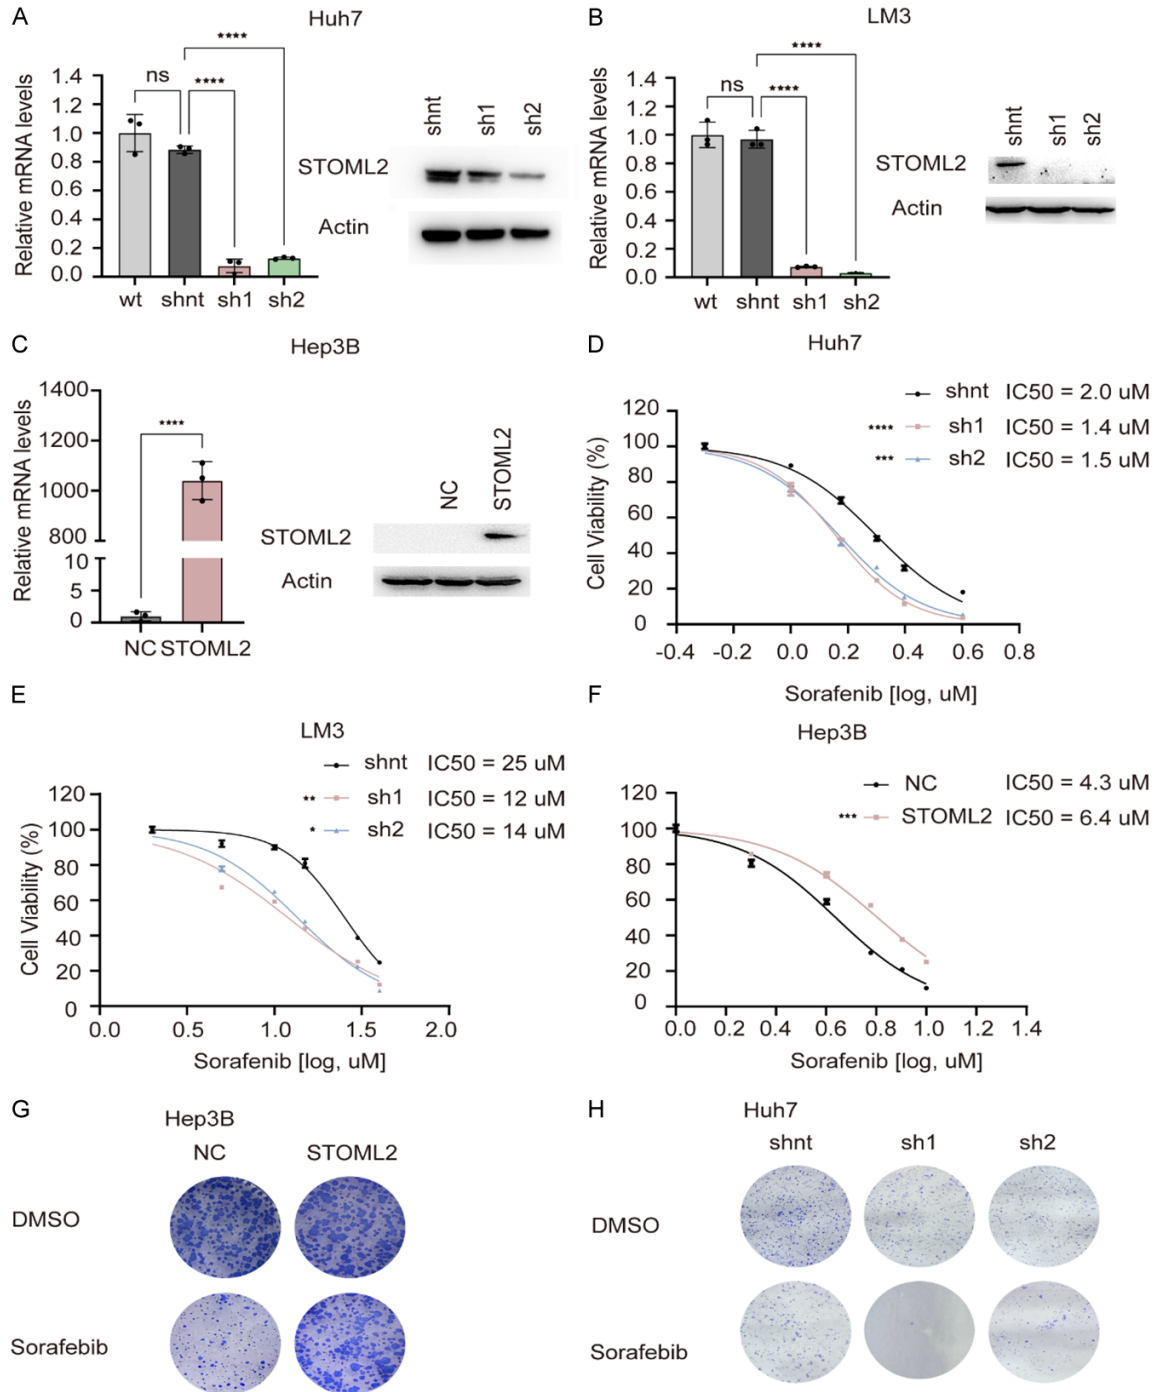 A
Huh7
Relative mRNA levels
1.4
1.2
1.0
0.8
0.6
0.4
0.2
0.0
ns
****
****
wt shnt sh1 sh2
shnt sh1 sh2
STOML2
Actin
B
LM3
Relative mRNA levels
1.4
1.2
1.0
0.8
0.6
0.4
0.2
0.0
ns
****
****
wt shnt sh1 sh2
shnt sh1 sh2
STOML2
Actin
C
Hep3B
Relative mRNA levels
1400
1200
1000
800
10
5
0
****
NC STOML2
NC STOML2
STOML2
Actin
D
Huh7
shnt IC50 = 2.0 uM
**** sh1 IC50 = 1.4 uM
*** sh2 IC50 = 1.5 uM
Cell Viability (%)
120
100
80
60
40
20
0
-0.4 -0.2 0.0 0.2 0.4 0.6 0.8
Sorafenib [log, uM]
E
LM3
shnt IC50 = 25 uM
** sh1 IC50 = 12 uM
* sh2 IC50 = 14 uM
Cell Viability (%)
120
100
80
60
40
20
0
0.0 0.5 1.0 1.5 2.0
Sorafenib [log, uM]
F
Hep3B
NC IC50 = 4.3 uM
*** STOML2 IC50 = 6.4 uM
Cell Viability (%)
120
100
80
60
40
20
0
0.0 0.2 0.4 0.6 0.8 1.0 1.2 1.4
Sorafenib [log, uM]
G
Hep3B
NC STOML2
DMSO
Sorafebib
H
Huh7
shnt sh1 sh2
DMSO
Sorafebib